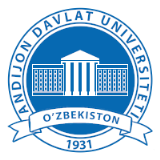 ANDIJON DAVLAT UNIVERSITETI
O'ZBEKISTON
1931